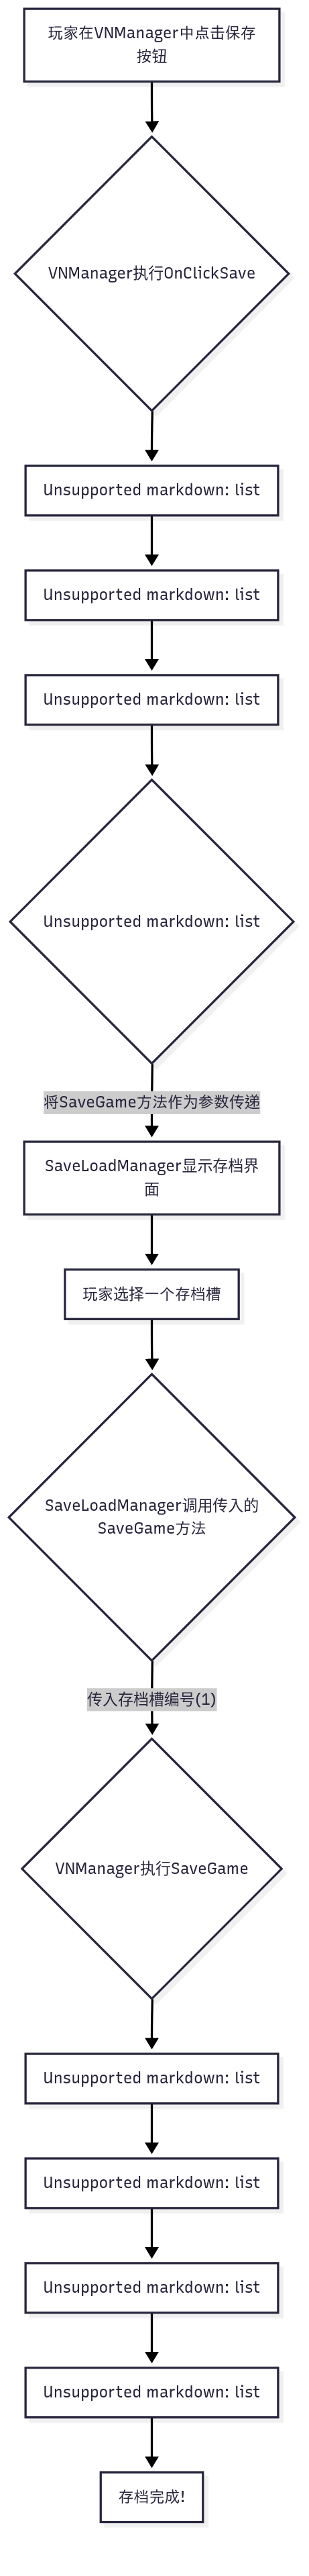 玩家在VNManager中点击保存
按钮
VNManager执行OnClickSave
Unsupported markdown: list
Unsupported markdown: list
Unsupported markdown: list
Unsupported markdown: list
将SaveGame方法作为参数传递
SaveLoadManager显示存档界
面
玩家选择一个存档槽
SaveLoadManager调用传入的
SaveGame方法
传入存档槽编号(1)
VNManager执行SaveGame
Unsupported markdown: list
Unsupported markdown: list
Unsupported markdown: list
Unsupported markdown: list
存档完成!